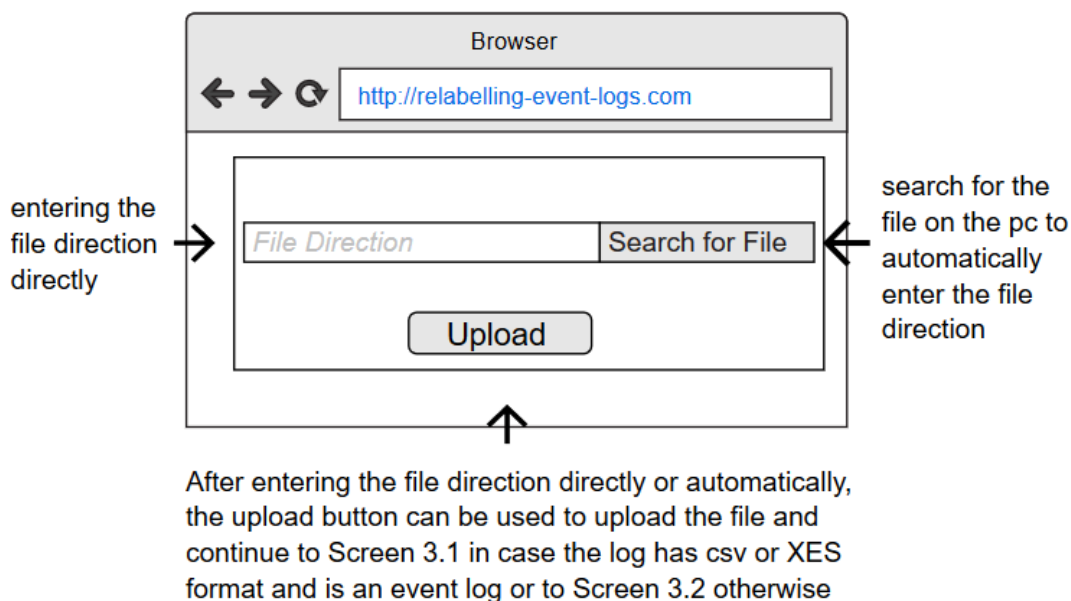 Browser
http://relabelling-event-logs.com
entering the
file direction
directly
File Direction
Search for File
search for the
file on the pc to
automatically
enter the file
direction
Upload
After entering the file direction directly or automatically,
the upload button can be used to upload the file and
continue to Screen 3.1 in case the log has csv or XES
format and is an event log or to Screen 3.2 otherwise